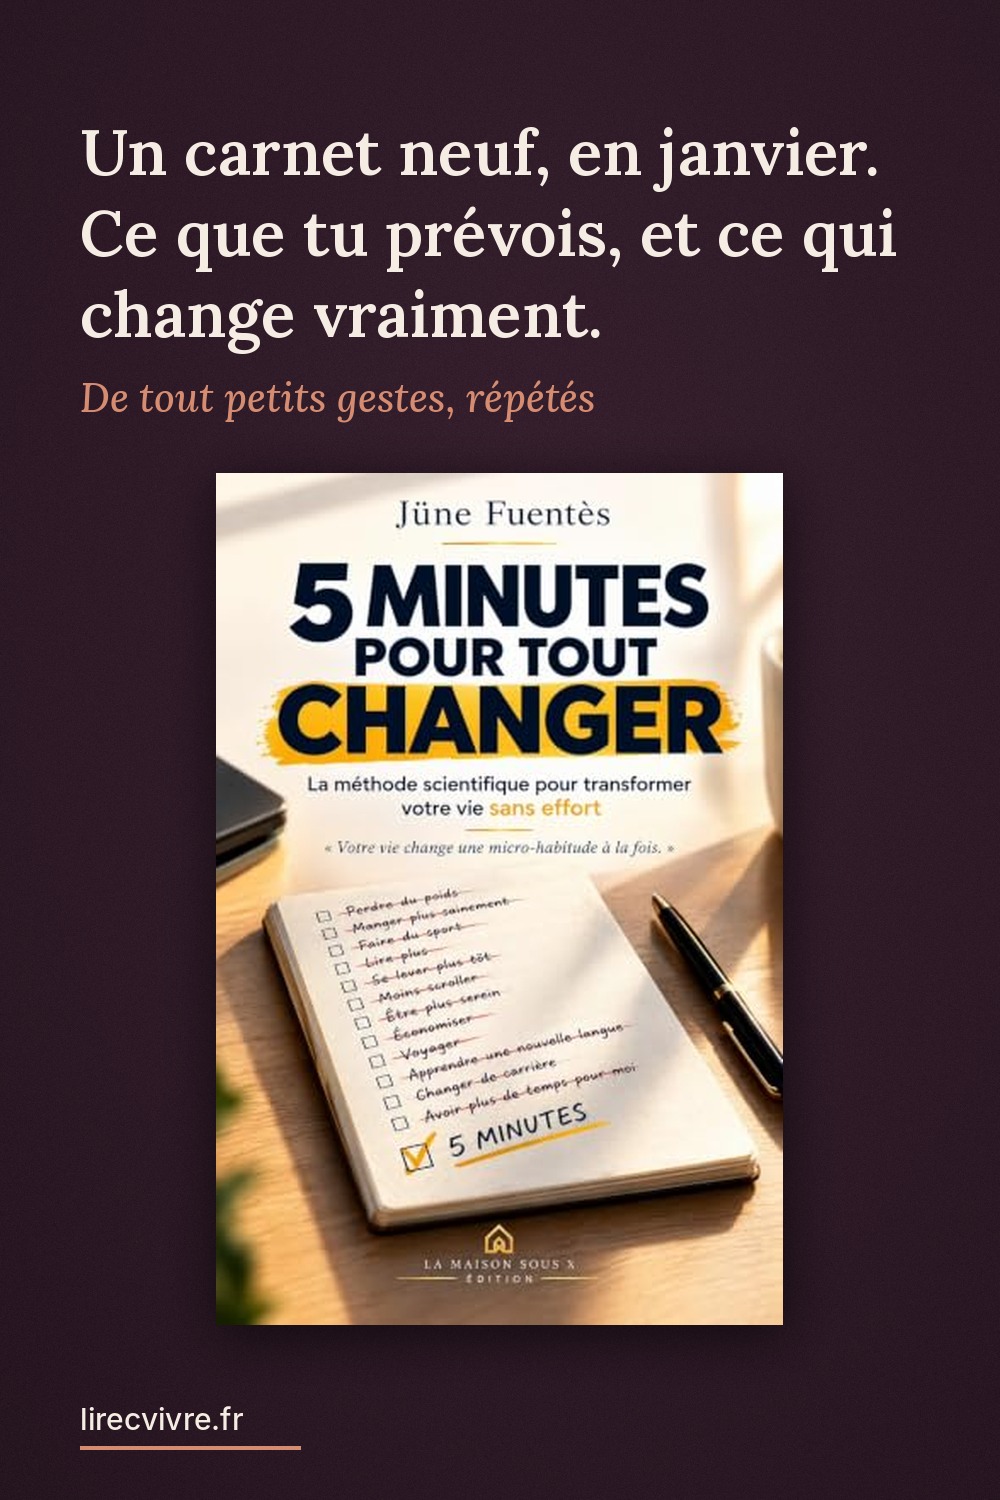 Un carnet neuf, en janvier.
Ce que tu prévois, et ce qui
change vraiment.
De tout petits gestes, répétés
Jüne Fuentès
5 MINUTES
POUR TOUT
CHANGER
La méthode scientifique pour transformer
votre vie sans effort
« Votre vie change une micro-habitude à la fois. »
Perdre du poids
Manger plus sainement
Faire du sport
Lire plus
Se lever plus tôt
Moins scroller
Être plus serein
Économiser
Voyager
Apprendre une nouvelle langue
Changer de carrière
Avoir plus de temps pour moi
5 MINUTES
LA MAISON SOUS X
ÉDITION
lirecvivre.fr